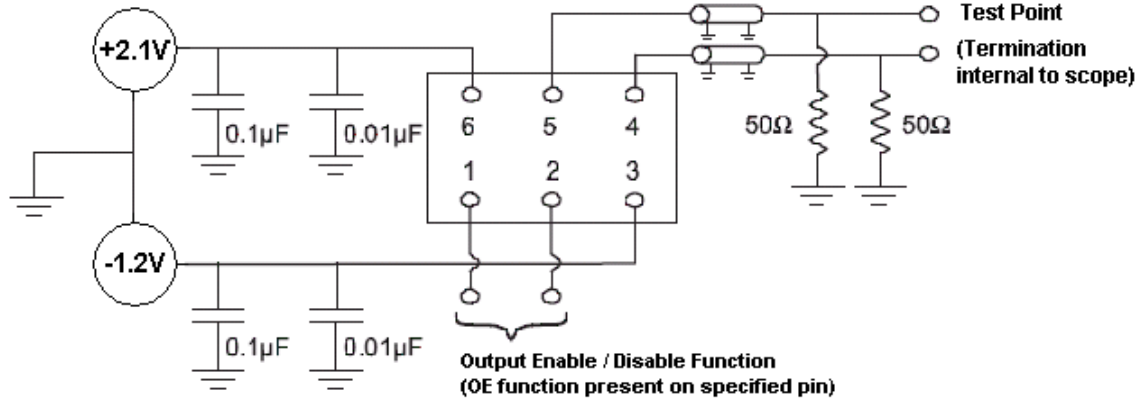 +2.1V
0.1µF
0.01µF
6
5
4
1
2
3
Test Point
(Termination
internal to scope)
50Ω
50Ω
-1.2V
0.1µF
0.01µF
Output Enable / Disable Function
(OE function present on specified pin)